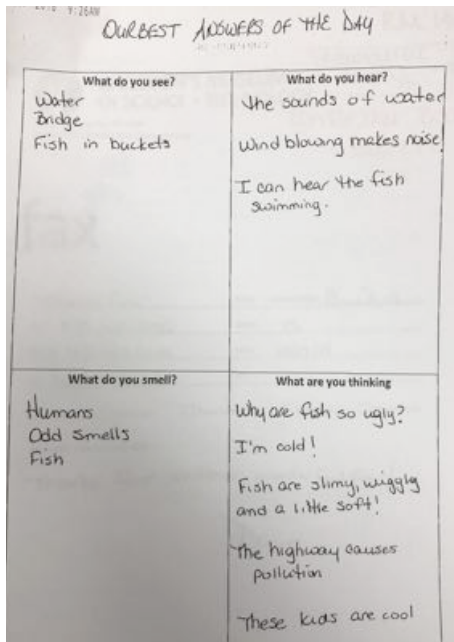 9:26AM
OUR BEST ANSWERS OF THE DAY
What do you see?
Water
Bridge
Fish in buckets
What do you hear?
the sounds of water
Wind blowing makes noise!
I can hear the fish
swimming.
What do you smell?
Humans
Odd smells
Fish
What are you thinking
Why are fish so ugly?
I'm cold!
Fish are slimy, wiggly
and a little soft!
The highway causes
pollution
These kids are cool